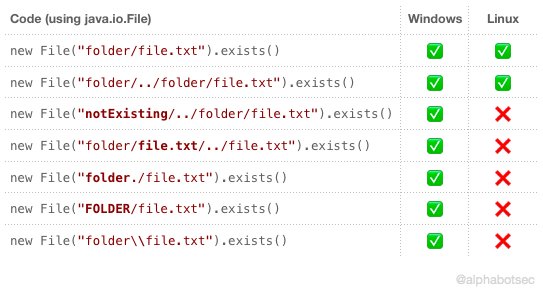 Code (using java.io.File) Windows Linux
new File("folder/file.txt").exists() ✅ ✅
new File("folder/../folder/file.txt").exists() ✅ ✅
new File("notExisting/../folder/file.txt").exists() ✅ ❌
new File("folder/file.txt/../file.txt").exists() ✅ ❌
new File("folder./file.txt").exists() ✅ ❌
new File("FOLDER/file.txt").exists() ✅ ❌
new File("folder\\file.txt").exists() ✅ ❌
@alphabotsec